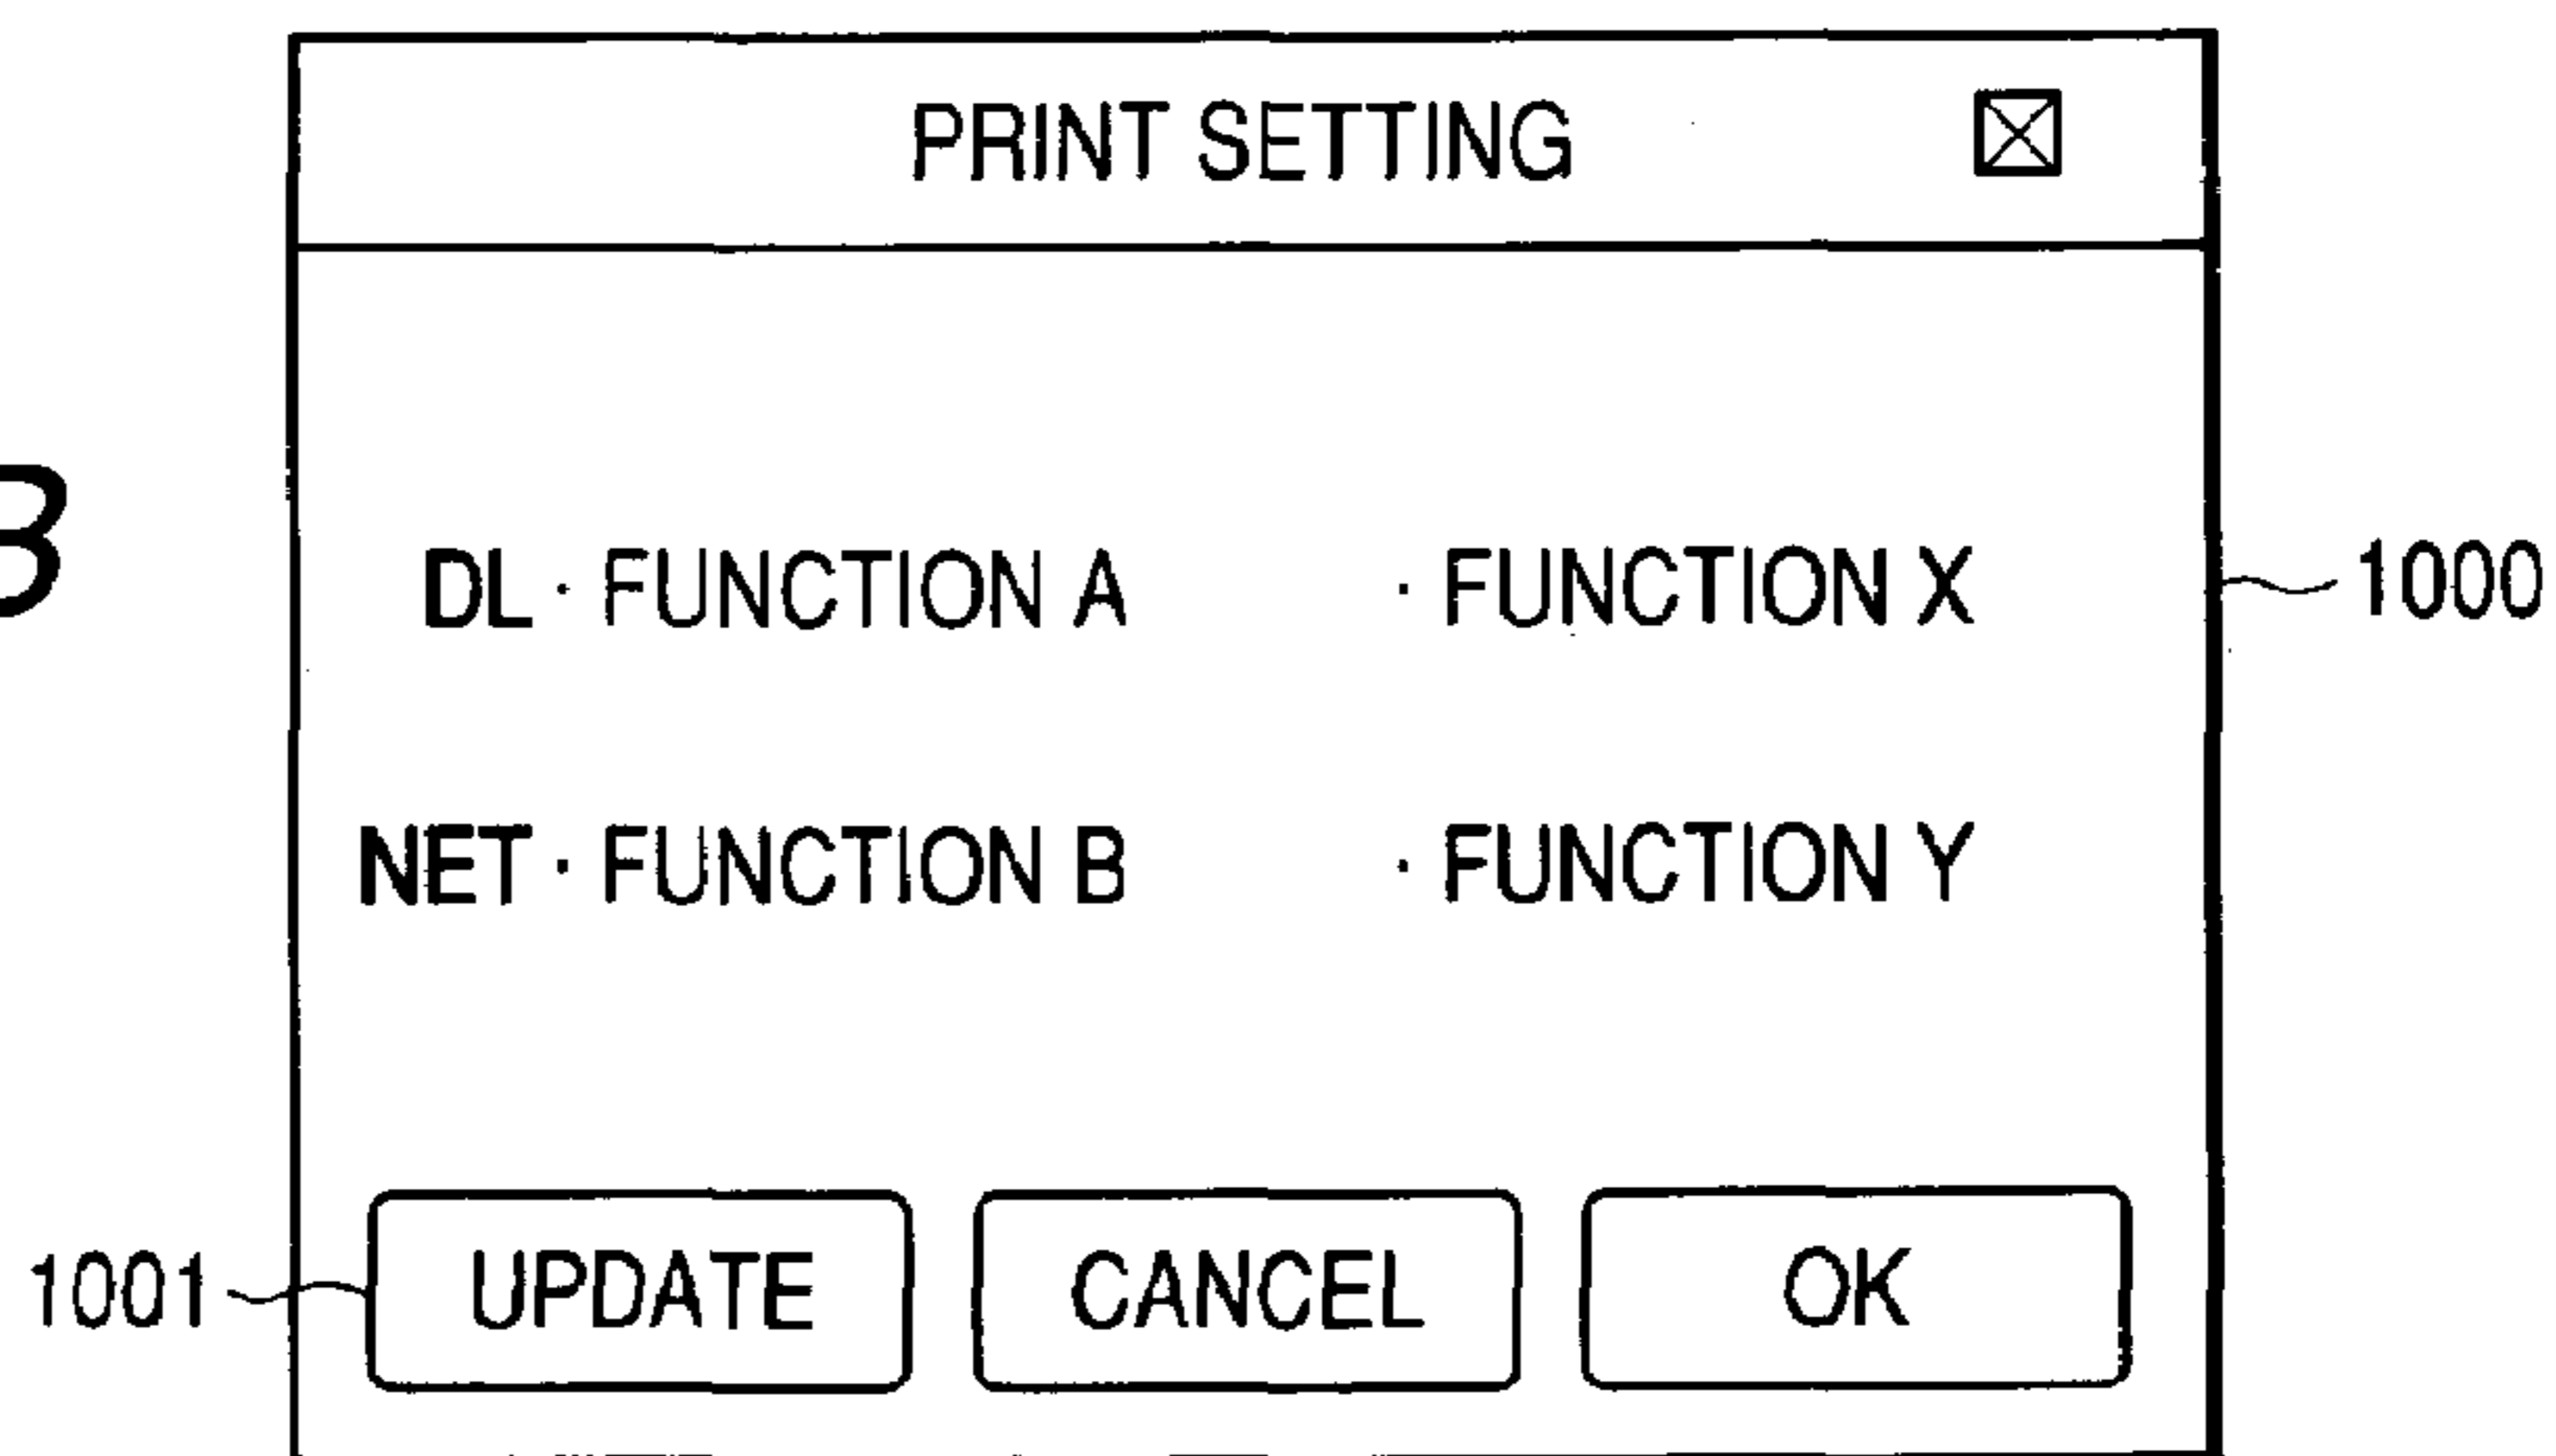 PRINT SETTING
B
DL · FUNCTION A · FUNCTION X
1000
NET · FUNCTION B · FUNCTION Y
1001
UPDATE CANCEL OK